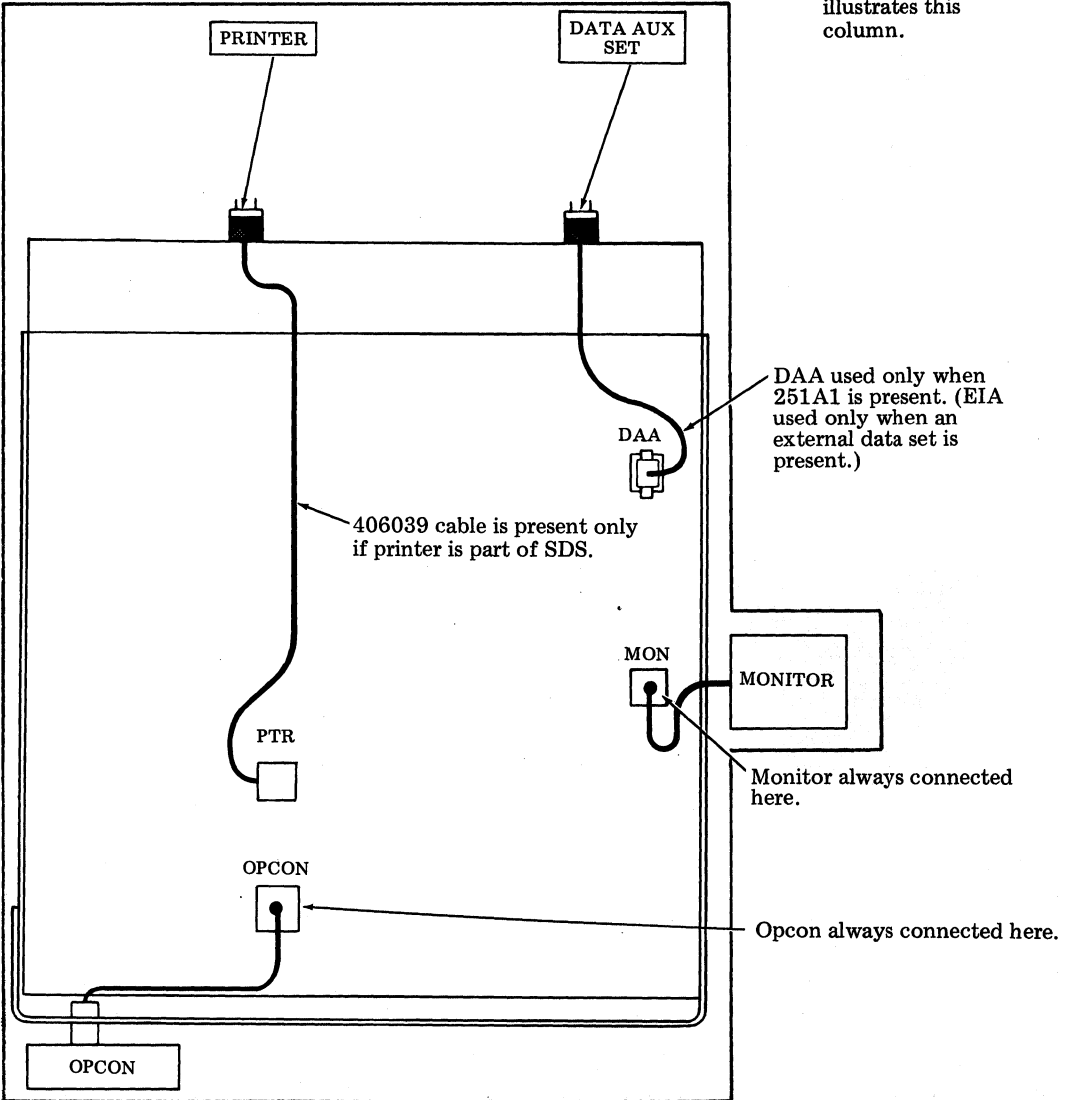 illustrates this
column.
PRINTER
DATA AUX
SET
DAA used only when
251A1 is present. (EIA
used only when an
external data set is
present.)
DAA
406039 cable is present only
if printer is part of SDS.
MON
MONITOR
PTR
Monitor always connected
here.
OPCON
Opcon always connected here.
OPCON